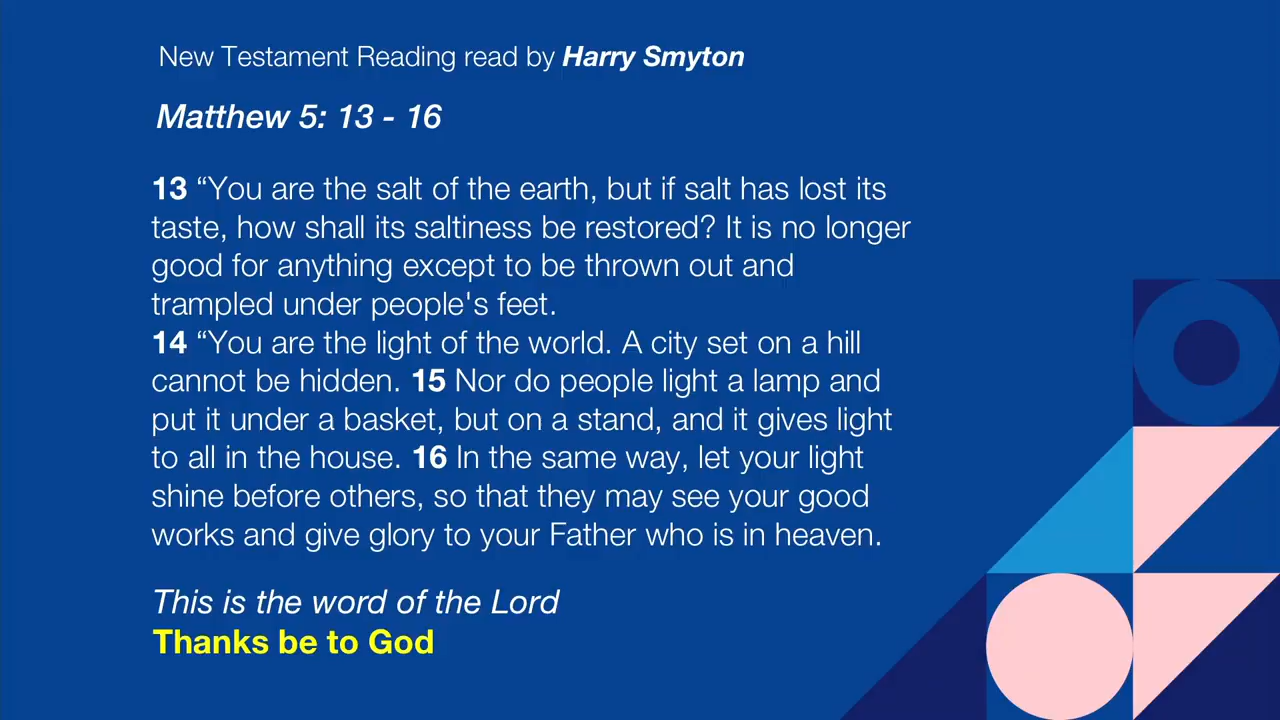 New Testament Reading read by Harry Smyton
Matthew 5: 13 - 16
13 “You are the salt of the earth, but if salt has lost its
taste, how shall its saltiness be restored? It is no longer
good for anything except to be thrown out and
trampled under people's feet.
14 “You are the light of the world. A city set on a hill
cannot be hidden. 15 Nor do people light a lamp and
put it under a basket, but on a stand, and it gives light
to all in the house. 16 In the same way, let your light
shine before others, so that they may see your good
works and give glory to your Father who is in heaven.
This is the word of the Lord
Thanks be to God